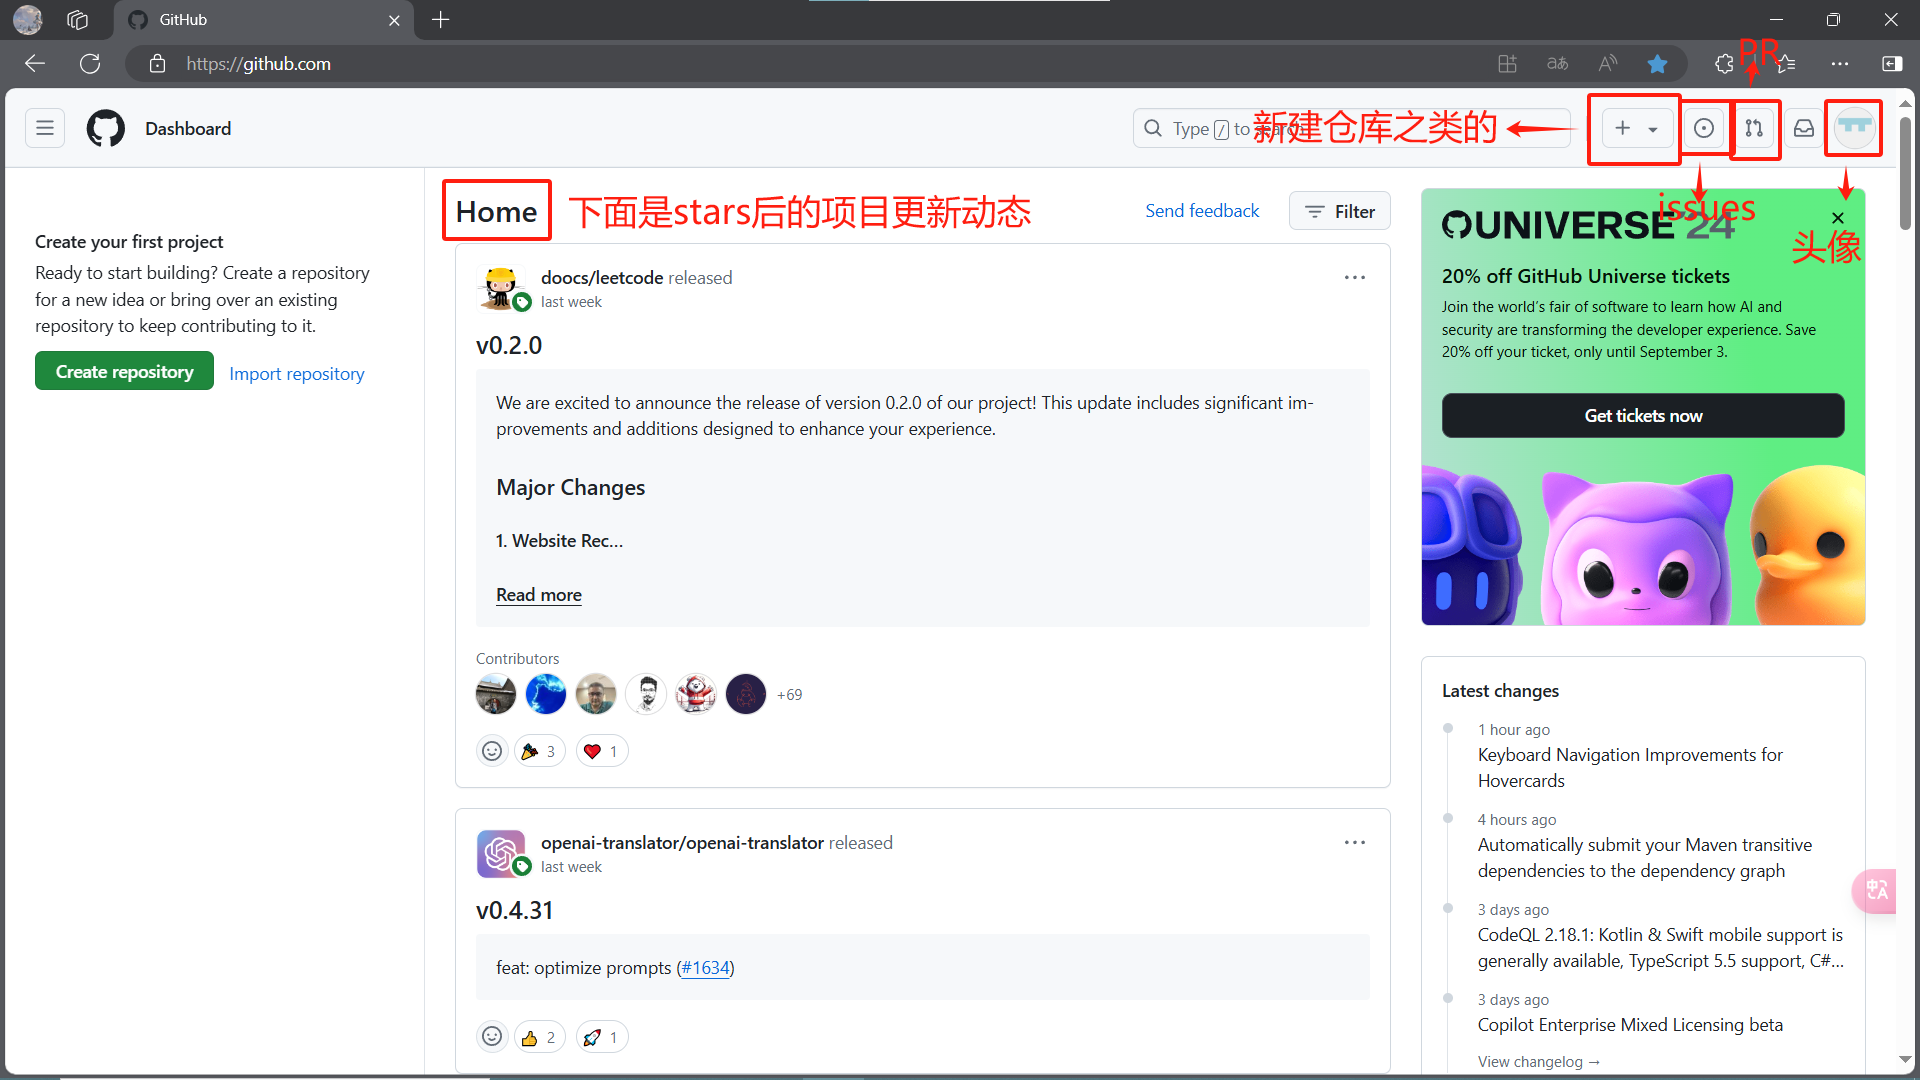 GitHub
https://github.com
PR
Dashboard
Type / to search
新建仓库之类的
issues
头像
Home
下面是stars后的项目更新动态
Send feedback
Filter
Create your first project
Ready to start building? Create a repository
for a new idea or bring over an existing
repository to keep contributing to it.
Create repository
Import repository
doocs/leetcode released
last week
v0.2.0
We are excited to announce the release of version 0.2.0 of our project! This update includes significant im-
provements and additions designed to enhance your experience.
Major Changes
1. Website Rec...
Read more
Contributors
+69
3
1
openai-translator/openai-translator released
last week
v0.4.31
feat: optimize prompts (#1634)
2
1
UNIVERSE 24
20% off GitHub Universe tickets
Join the world's fair of software to learn how AI and
security are transforming the developer experience. Save
20% off your ticket, only until September 3.
Get tickets now
Latest changes
1 hour ago
Keyboard Navigation Improvements for
Hovercards
4 hours ago
Automatically submit your Maven transitive
dependencies to the dependency graph
3 days ago
CodeQL 2.18.1: Kotlin & Swift mobile support is
generally available, TypeScript 5.5 support, C#...
3 days ago
Copilot Enterprise Mixed Licensing beta
View changelog →